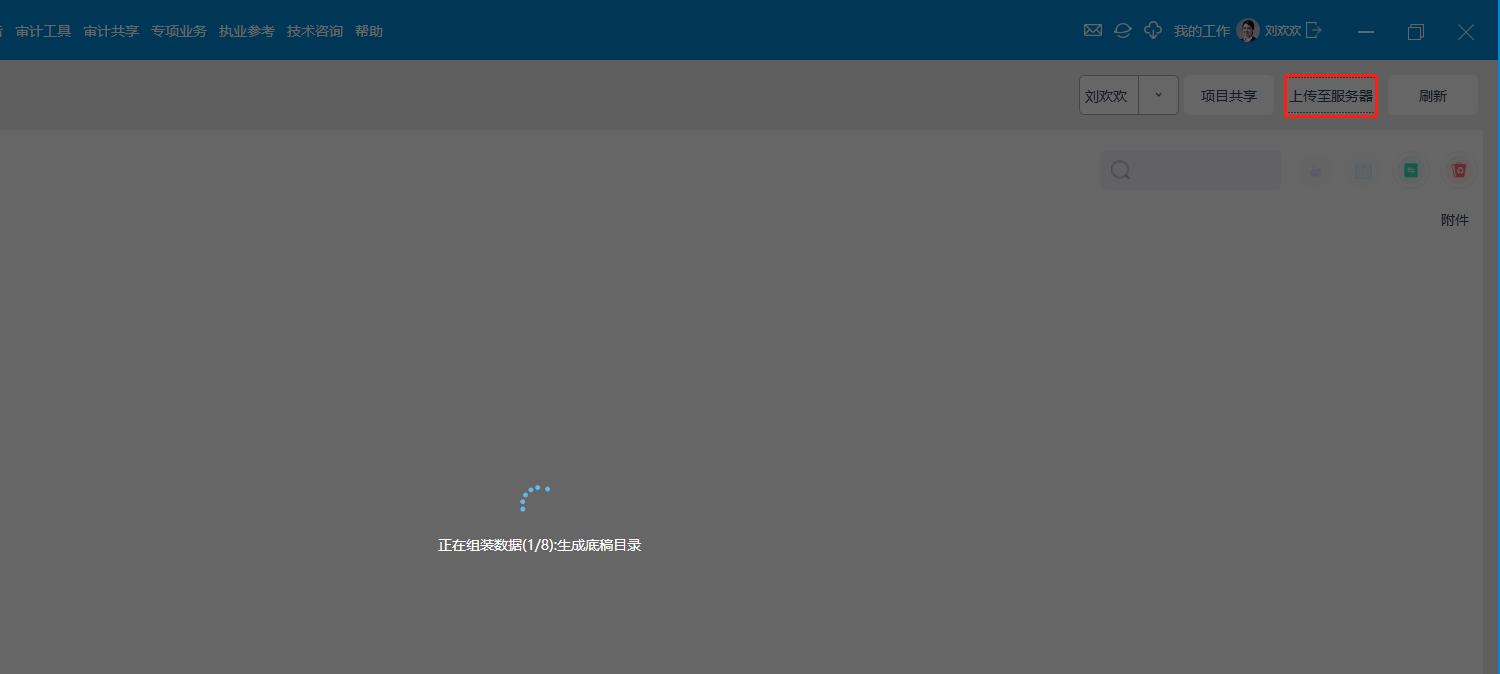 审计工具 审计共享 专项业务 执业参考 技术咨询 帮助 我的工作 刘欢欢
刘欢欢 项目共享 上传至服务器 刷新
附件
正在组装数据(1/8):生成底稿目录